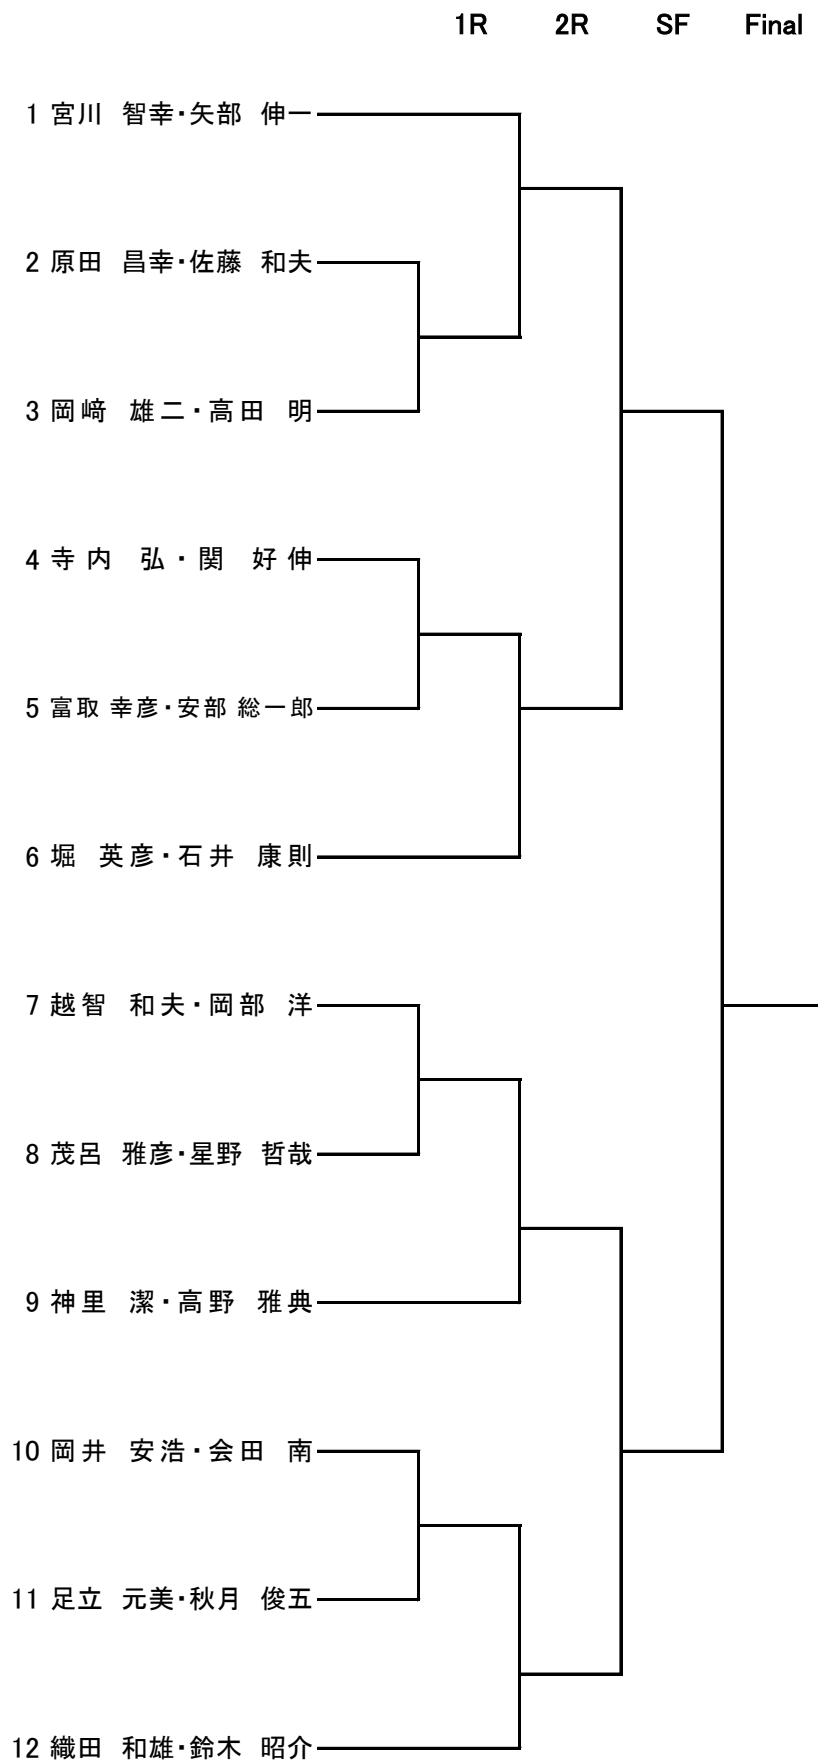 1R 2R SF Final
1 宮川 智幸・矢部 伸一
2 原田 昌幸・佐藤 和夫
3 岡﨑 雄二・高田 明
4 寺内 弘・関 好伸
5 富取 幸彦・安部 総一郎
6 堀 英彦・石井 康則
7 越智 和夫・岡部 洋
8 茂呂 雅彦・星野 哲哉
9 神里 潔・高野 雅典
10 岡井 安浩・会田 南
11 足立 元美・秋月 俊五
12 織田 和雄・鈴木 昭介